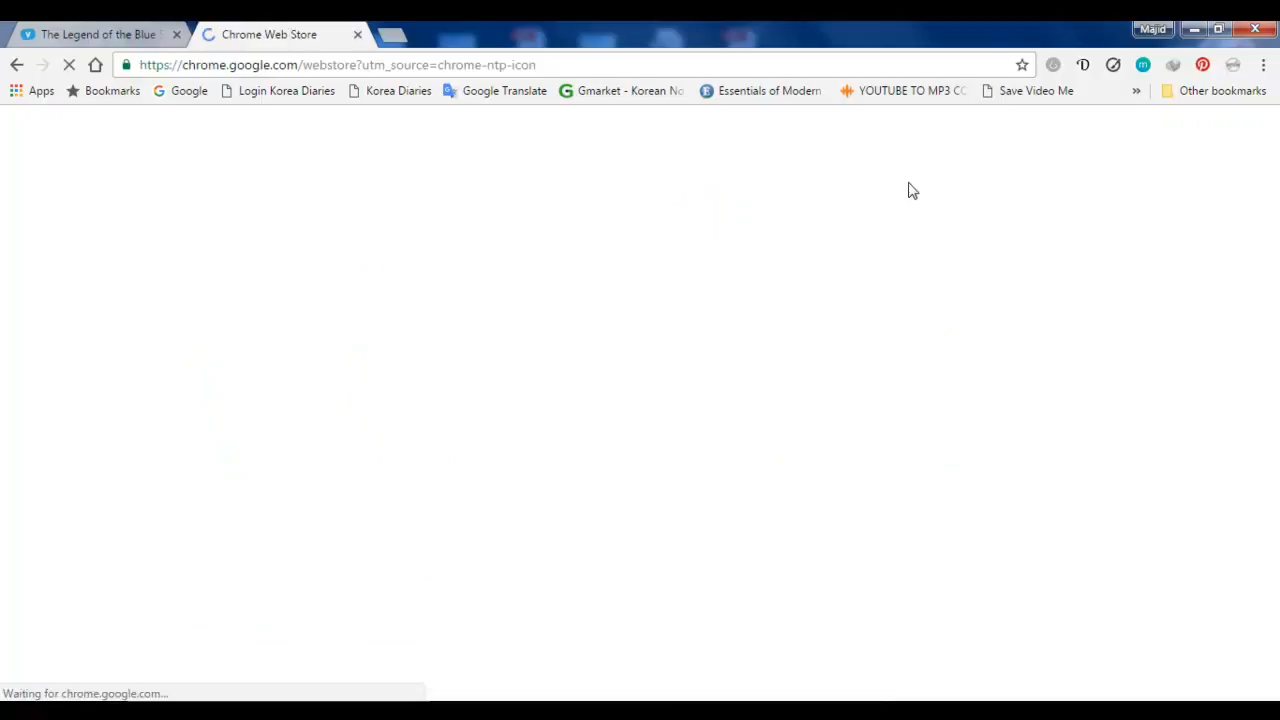 The Legend of the Blue S
Chrome Web Store
Majid
https://chrome.google.com/webstore?utm_source=chrome-ntp-icon
Apps
Bookmarks
Google
Login Korea Diaries
Korea Diaries
Google Translate
Gmarket - Korean No
Essentials of Modern
YOUTUBE TO MP3 CC
Save Video Me
»
Other bookmarks
Waiting for chrome.google.com...